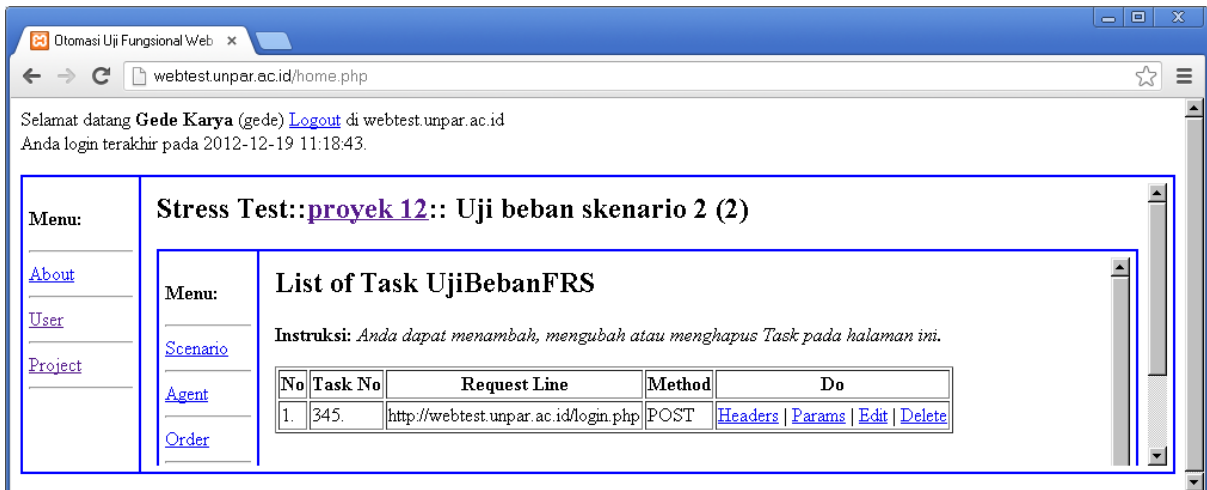 Otomasi Uji Fungsional Web
webtest.unpar.ac.id/home.php
Selamat datang Gede Karya (gede) Logout di webtest.unpar.ac.id
Anda login terakhir pada 2012-12-19 11:18:43.
Menu:
About
User
Project
Stress Test::proyek 12:: Uji beban skenario 2 (2)
Menu:
Scenario
Agent
Order
List of Task UjiBebanFRS
Instruksi: Anda dapat menambah, mengubah atau menghapus Task pada halaman ini.
No Task No Request Line Method Do
1. 345. http://webtest.unpar.ac.id/login.php POST Headers | Params | Edit | Delete